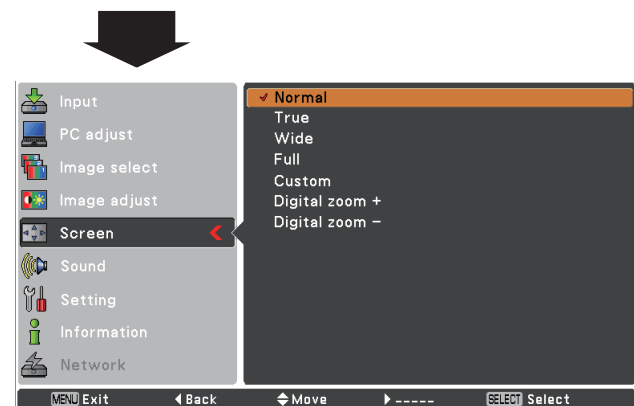 Input
PC adjust
Image select
Image adjust
Screen
Sound
Setting
Information
Network
✔ Normal
True
Wide
Full
Custom
Digital zoom +
Digital zoom –
MENU Exit ◀Back ◆Move ▶----- SELECT Select